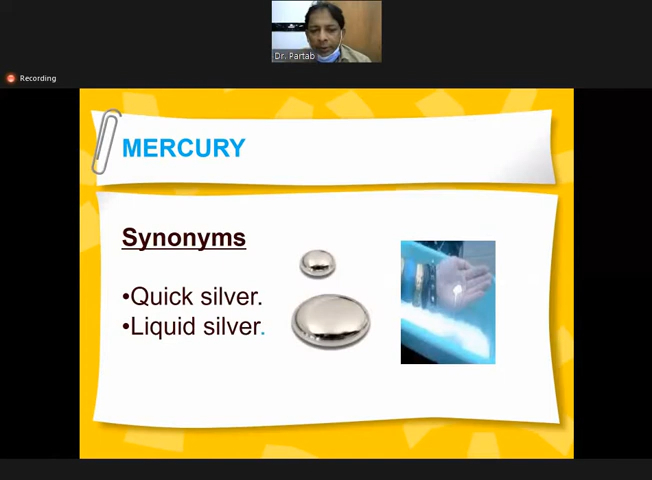 Dr. Partab
Recording
MERCURY
Synonyms
•Quick silver.
•Liquid silver.